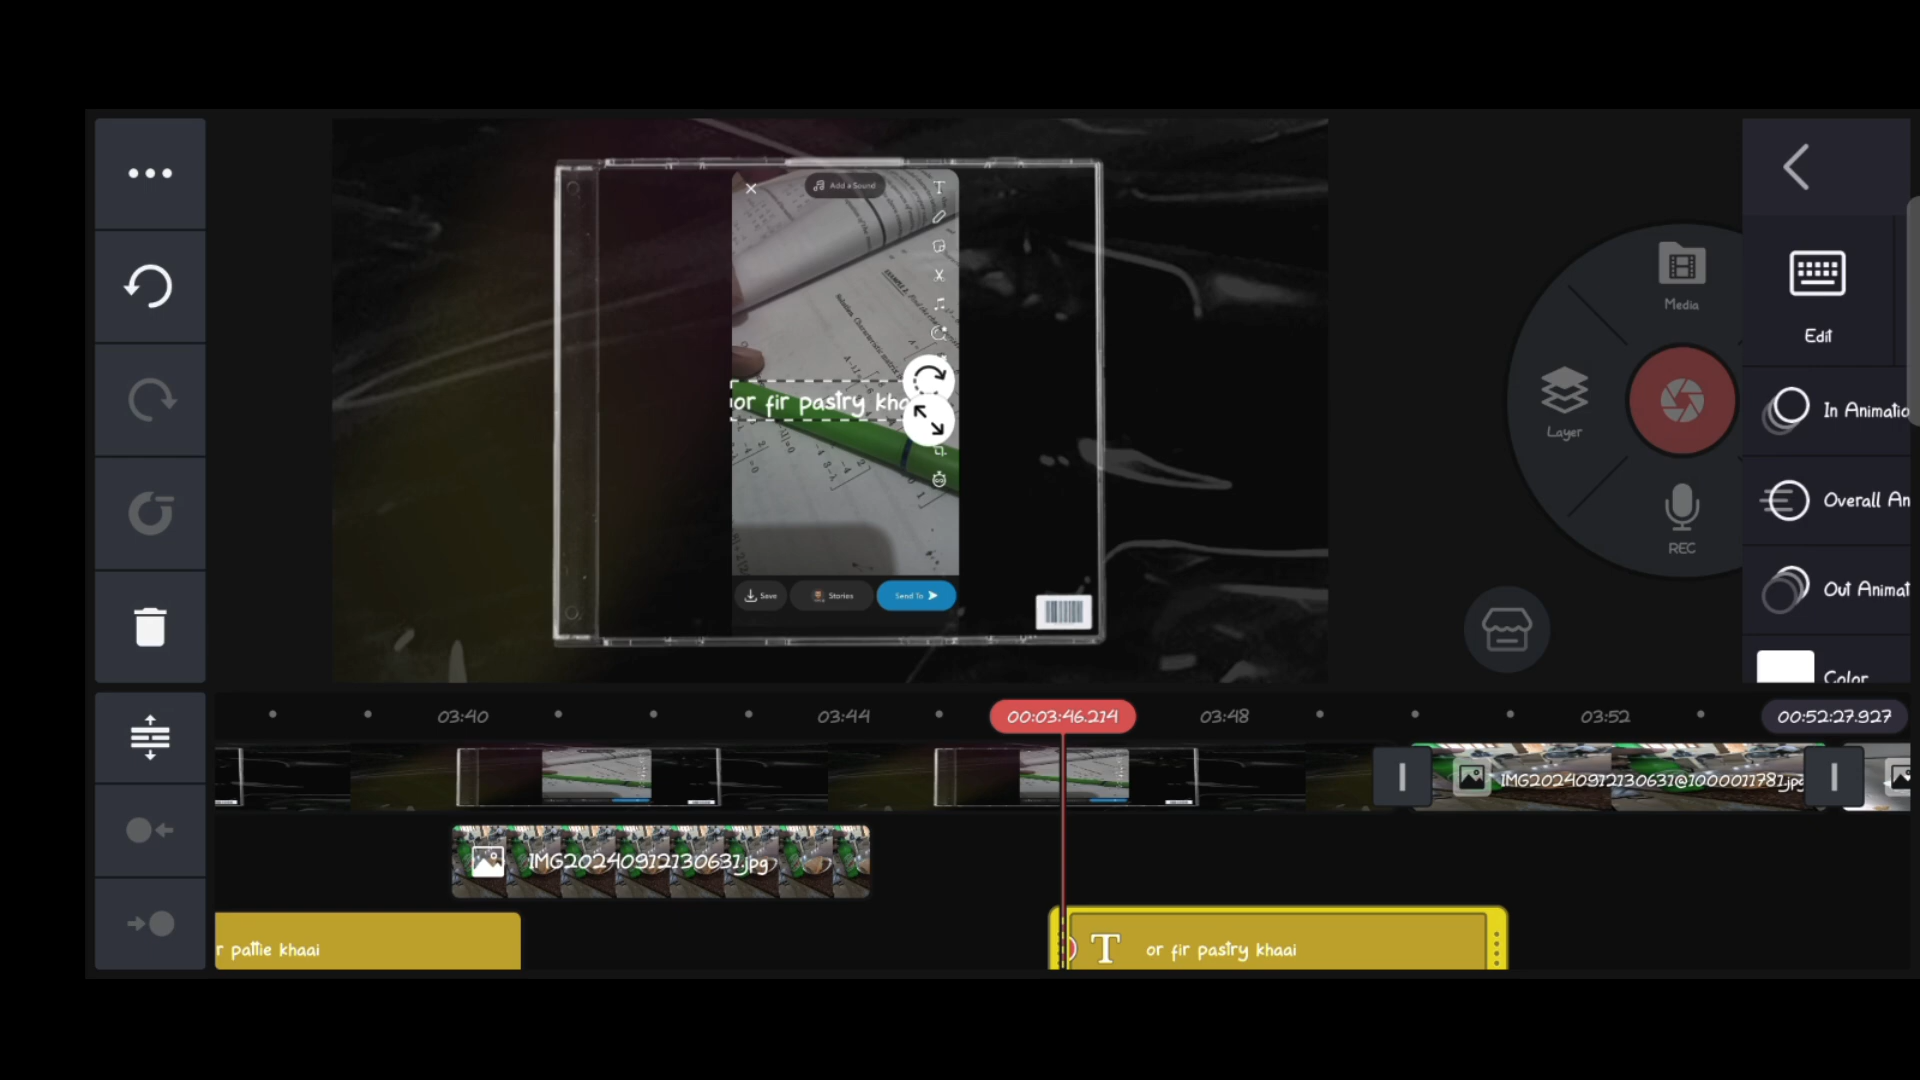 Add a Sound
or fir pastry kha
Save
Stories
Send To
Media
Layer
REC
Edit
In Animatio
Overall An
Out Animat
Color
03:40
03:44
00:03:46.214
03:48
03:52
00:52:27.927
IMG20240912130631@1000011781.jpg
IMG20240912130631.jpg
r pattie khaai
or fir pastry khaai